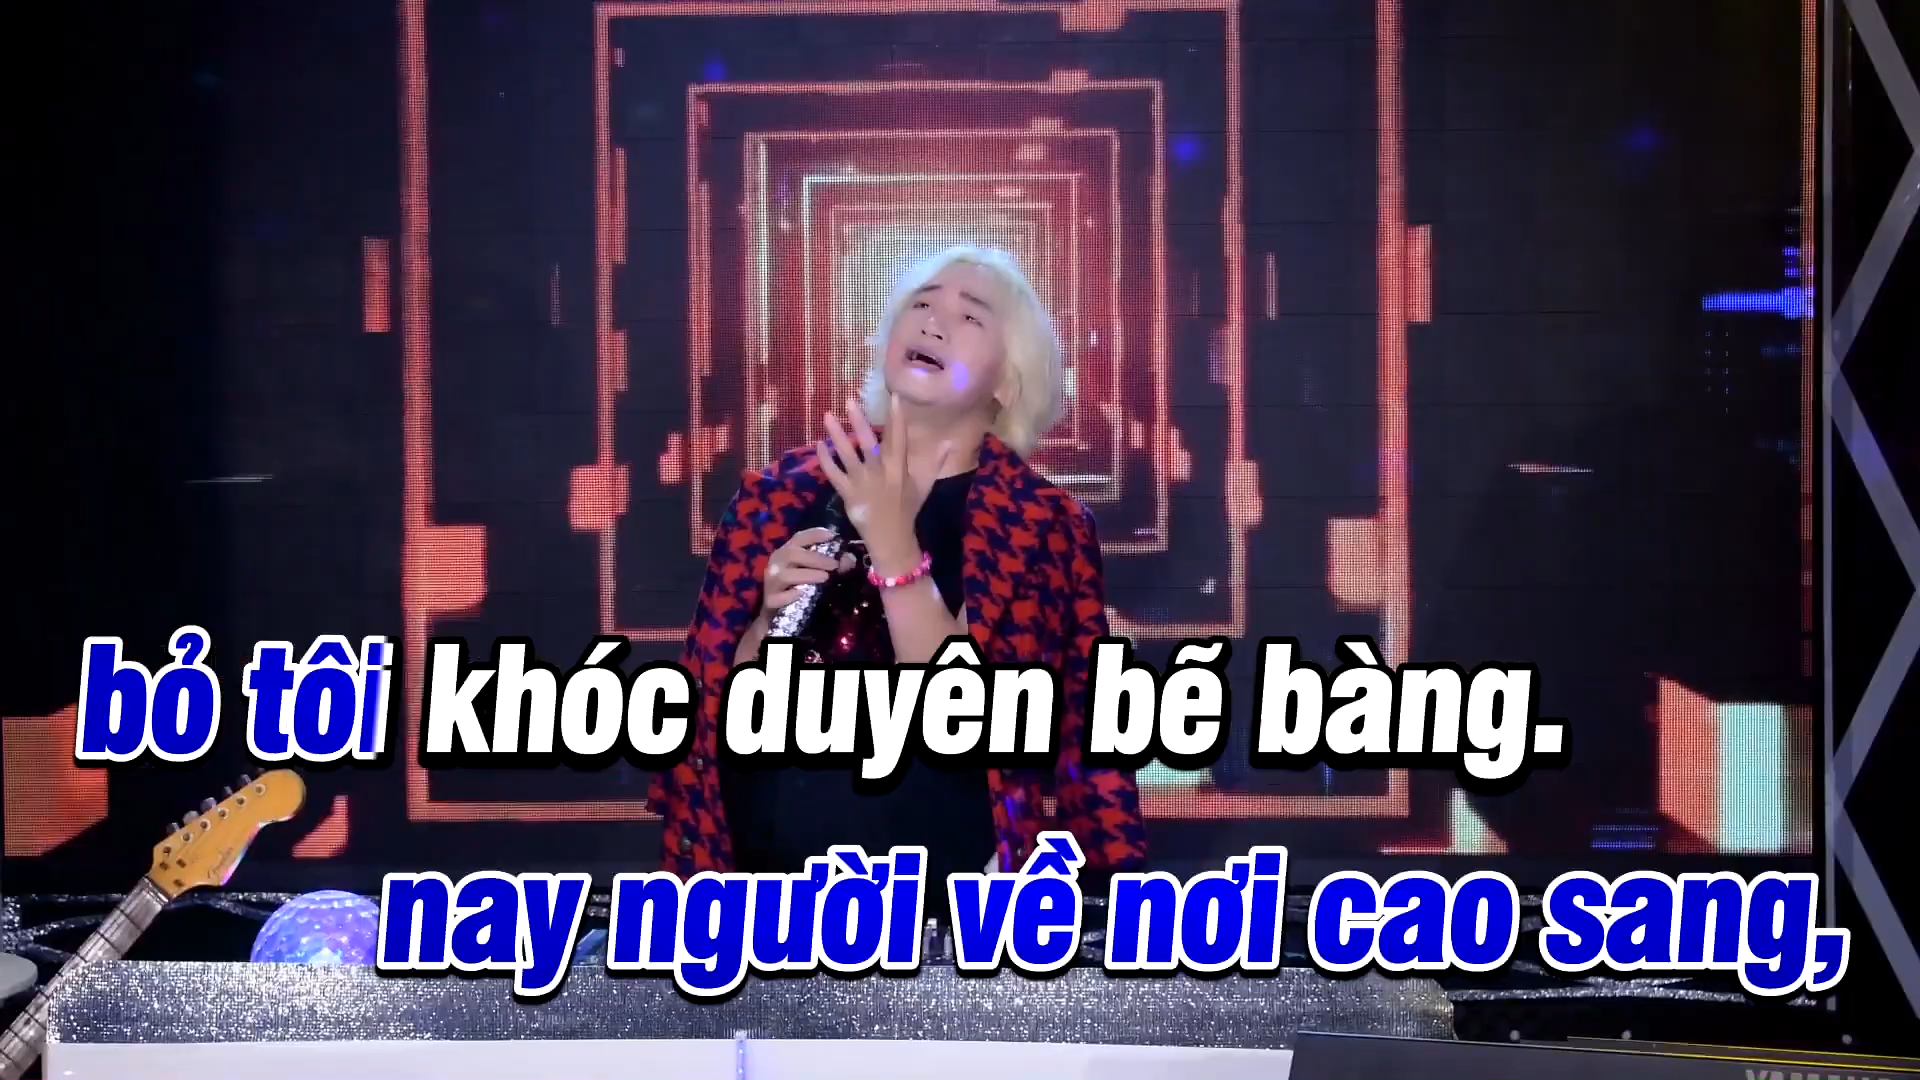 bỏ tôi khóc duyên bẽ bàng.
nay người về nơi cao sang,